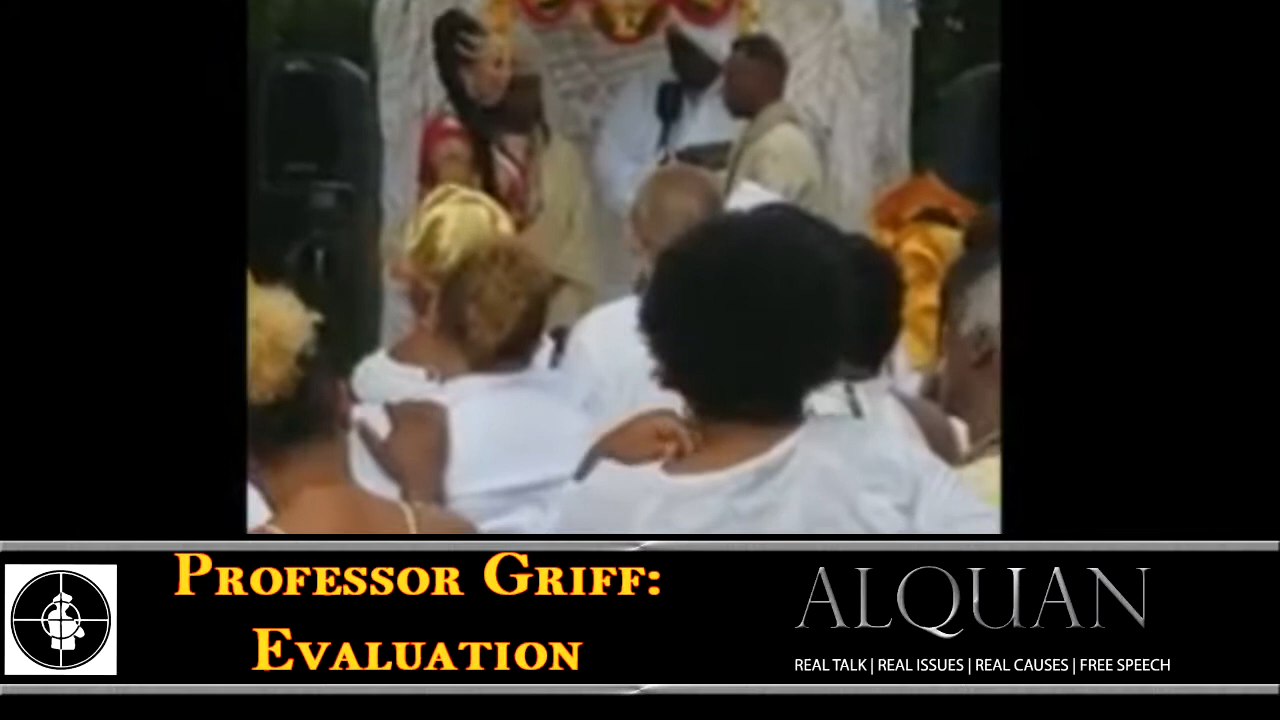 Professor Griff:
Evaluation
ALQUAN
REAL TALK | REAL ISSUES | REAL CAUSES | FREE SPEECH